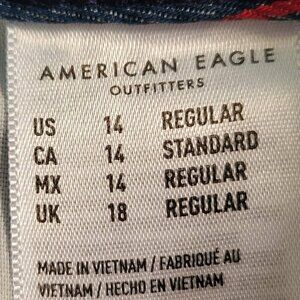 AMERICAN EAGLE
OUTFITTERS
US 14 REGULAR
CA 14 STANDARD
MX 14 REGULAR
UK 18 REGULAR
MADE IN VIETNAM / FABRIQUÉ AU
VIETNAM / HECHO EN VIETNAM